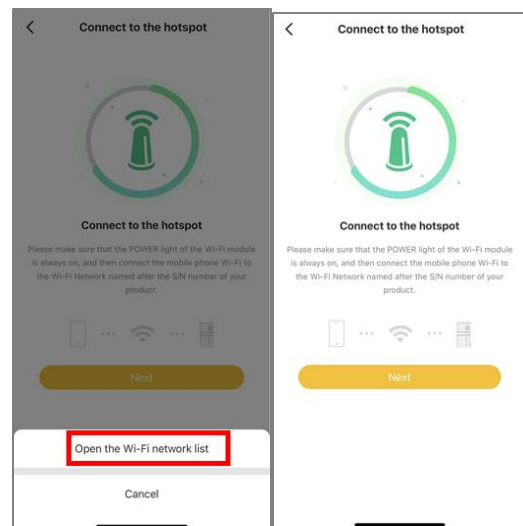 Connect to the hotspot
Connect to the hotspot
Please make sure that the POWER light of the Wi-Fi module
is always on, and then connect the mobile phone Wi-Fi to
the Wi-Fi Network named after the S/N number of your
product.
Next
Open the Wi-Fi network list
Cancel
Connect to the hotspot
Connect to the hotspot
Please make sure that the POWER light of the Wi-Fi module
is always on, and then connect the mobile phone Wi-Fi to
the Wi-Fi Network named after the S/N number of your
product.
Next